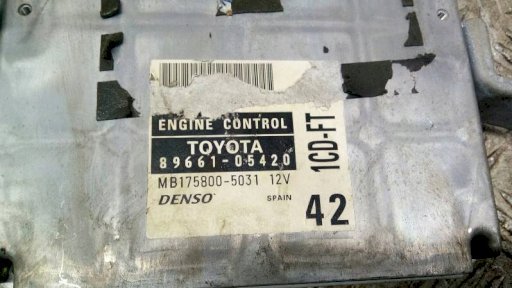 ENGINE CONTROL
TOYOTA
89661-05420
MB175800-5031 12V
DENSO SPAIN 42
1CD-FT